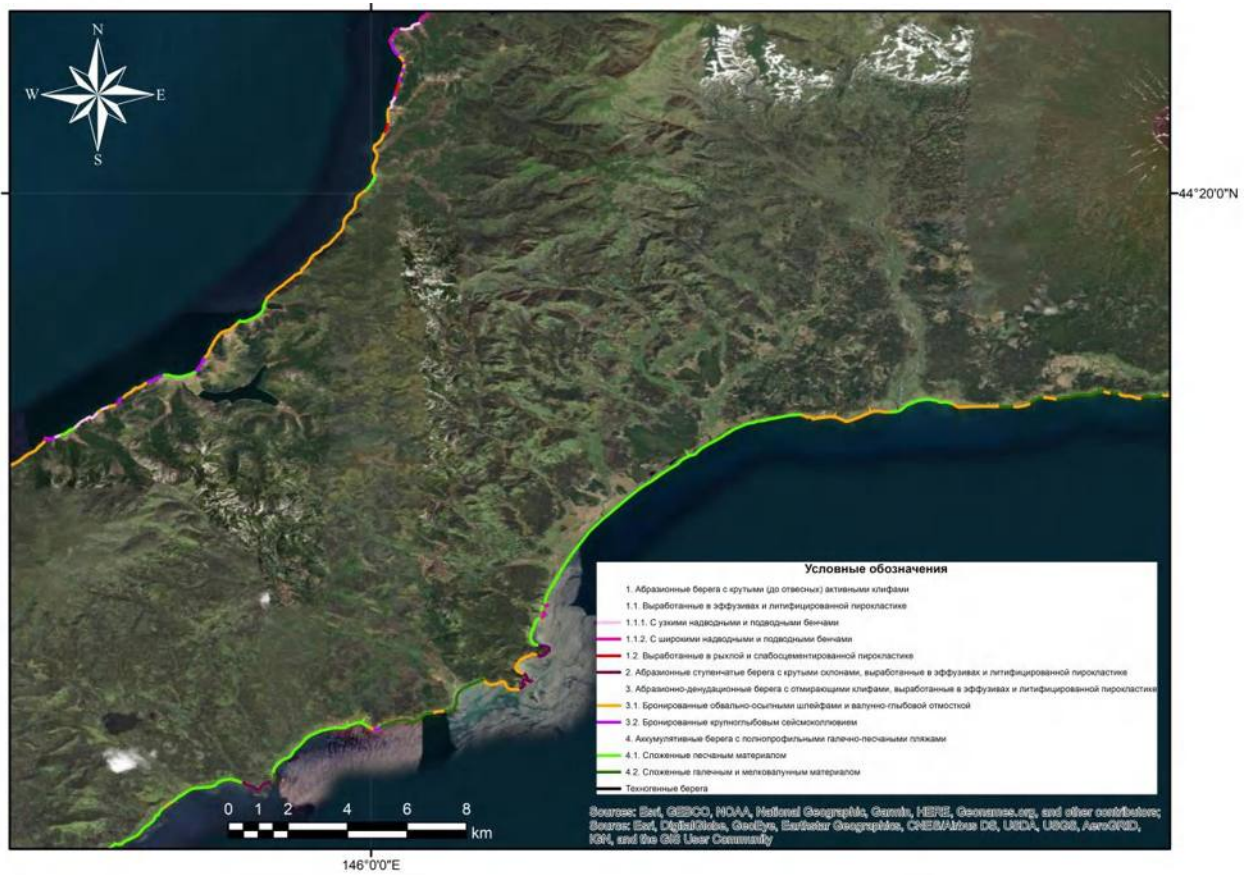 N
W
E
S
44°20'0"N
Условные обозначения
1. Абразионные берега с крутыми (до отвесных) активными клифами
1.1. Выработанные в эффузивах и литифицированной пирокластике
1.1.1. С узкими надводными и подводными бенчами
1.1.2. С широкими надводными и подводными бенчами
1.2. Выработанные в рыхлой и слабосцементированной пирокластике
2. Абразионные ступенчатые берега с крутыми склонами, выработанные в эффузивах и литифицированной пирокластике
3. Абразионно-денудационные берега с отмирающими клифами, выработанные в эффузивах и литифицированной пирокластике
3.1. Бронированные обвально-осыпными шлейфами и валунно-глыбовой отмосткой
3.2. Бронированные крупноглыбовым сейсмоколлювием
4. Аккумулятивные берега с полнопрофильными галечно-песчаными пляжами
4.1. Сложенные песчаным материалом
4.2. Сложенные галечным и мелковалунным материалом
Техногенные берега
0 1 2 4 6 8
km
Sources: Esri, GEBCO, NOAA, National Geographic, Garmin, HERE, Geonames.org, and other contributors;
Source: Esri, DigitalGlobe, GeoEye, Earthstar Geographics, CNES/Airbus DS, USDA, USGS, AeroGRID,
IGN, and the GIS User Community
146°0'0"E